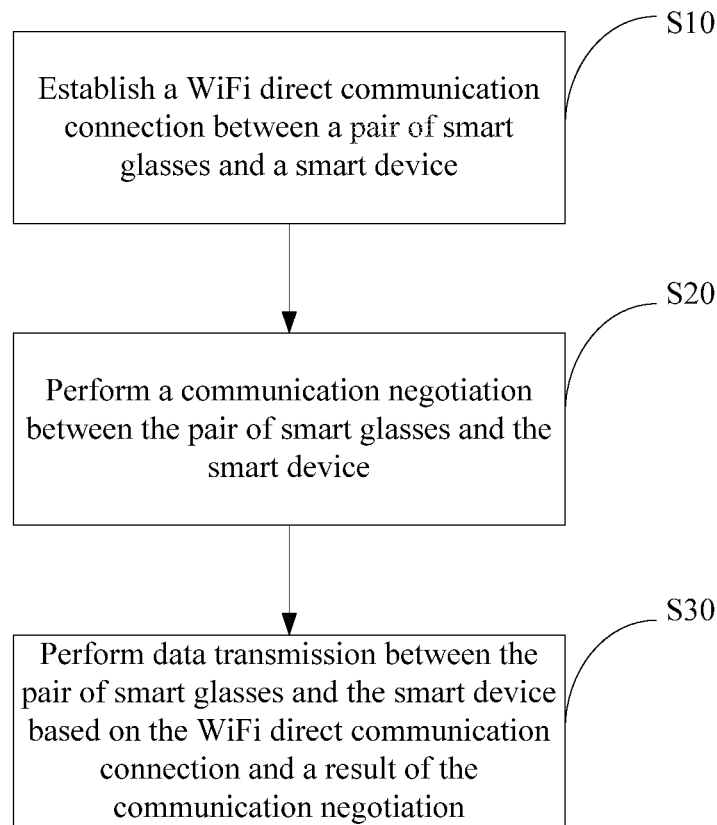 S10
Establish a WiFi direct communication
connection between a pair of smart
glasses and a smart device
S20
Perform a communication negotiation
between the pair of smart glasses and the
smart device
S30
Perform data transmission between the
pair of smart glasses and the smart device
based on the WiFi direct communication
connection and a result of the
communication negotiation